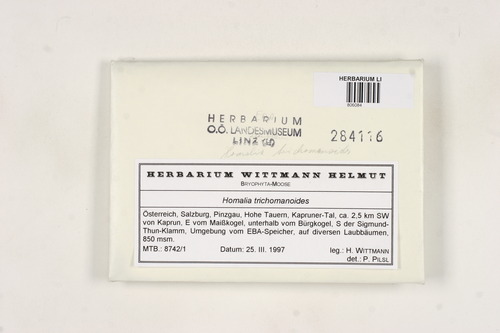 HERBARIUM LI
HERBARIUM
O.Ö. LANDESMUSEUM
LINZ
284116
trichomanoides
HERBARIUM WITTMANN HELMUT
BRYOPHYTA-MOOSE
Homalia trichomanoides
Österreich, Salzburg, Pinzgau, Hohe Tauern, Kapruner-Tal, ca. 2,5 km SW
von Kaprun, E vom Maißkogel, unterhalb vom Bürgkogel, S der Sigmund-
Thun-Klamm, Umgebung vom EBA-Speicher, auf diversen Laubbäumen,
850 msm.
MTB.: 8742/1 Datum: 25. III. 1997 leg.: H. WITTMANN
det.: P. PILSL